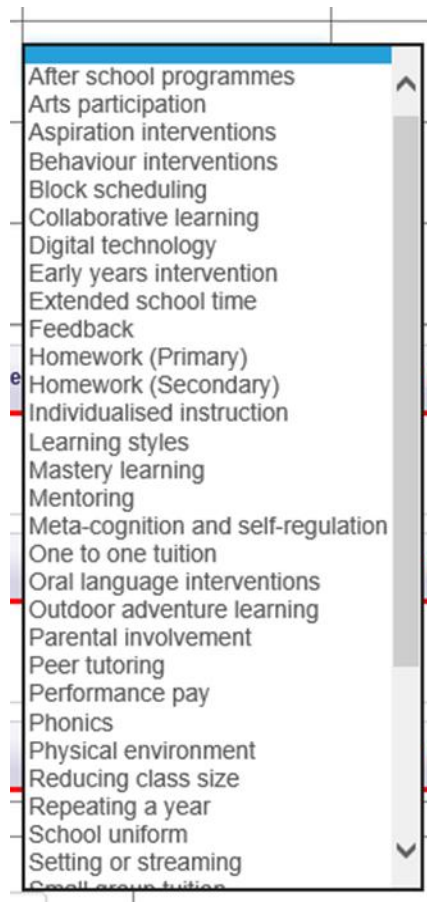 After school programmes
Arts participation
Aspiration interventions
Behaviour interventions
Block scheduling
Collaborative learning
Digital technology
Early years intervention
Extended school time
Feedback
Homework (Primary)
e
Homework (Secondary)
Individualised instruction
Learning styles
Mastery learning
Mentoring
Meta-cognition and self-regulation
One to one tuition
Oral language interventions
Outdoor adventure learning
Parental involvement
Peer tutoring
Performance pay
Phonics
Physical environment
Reducing class size
Repeating a year
School uniform
Setting or streaming
Small group tuition